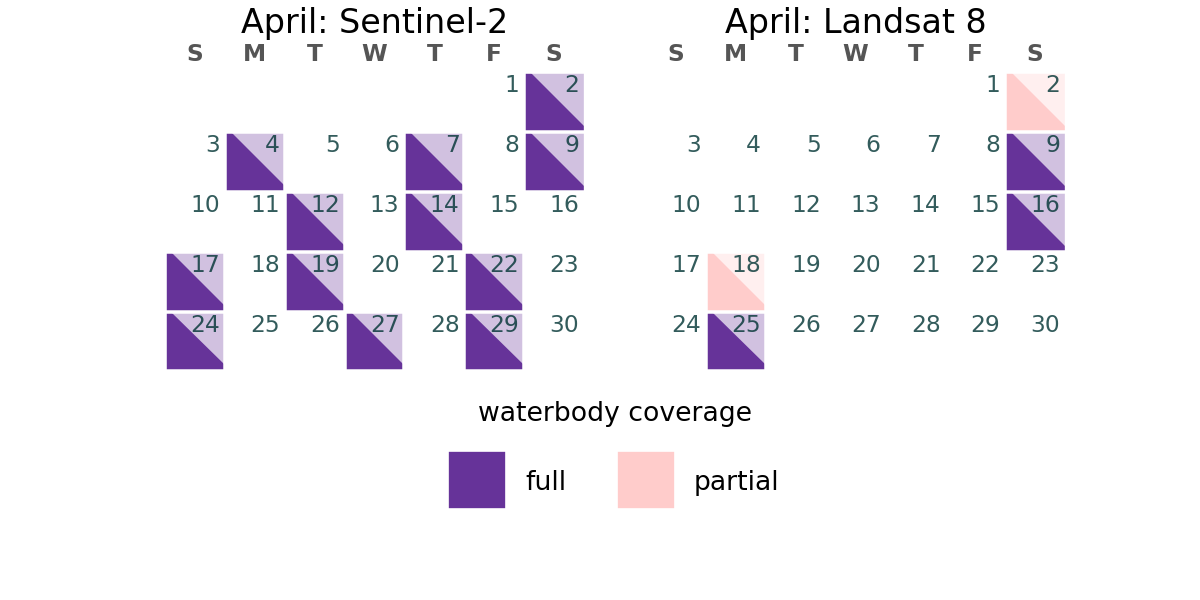 April: Sentinel-2
S M T W T F S
1 2
3 4 5 6 7 8 9
10 11 12 13 14 15 16
17 18 19 20 21 22 23
24 25 26 27 28 29 30
April: Landsat 8
S M T W T F S
1 2
3 4 5 6 7 8 9
10 11 12 13 14 15 16
17 18 19 20 21 22 23
24 25 26 27 28 29 30
waterbody coverage
full
partial